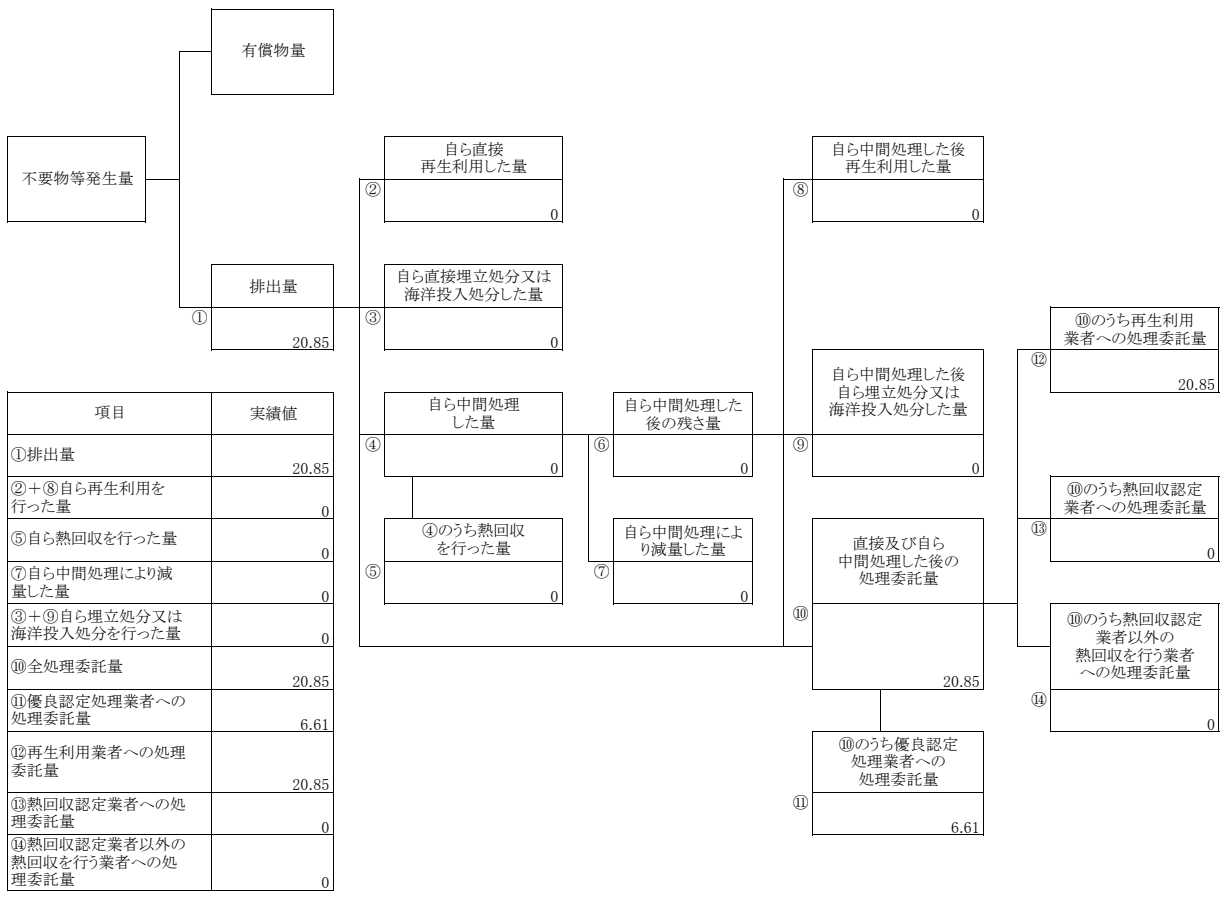 有償物量
不要物等発生量
自ら直接
再生利用した量
②
0
自ら中間処理した後
再生利用した量
⑧
0
排出量
①
20.85
自ら直接埋立処分又は
海洋投入処分した量
③
0
⑩のうち再生利用
業者への処理委託量
⑫
20.85
自ら中間処理
した量
④
0
自ら中間処理した
後の残さ量
⑥
0
自ら中間処理した後
自ら埋立処分又は
海洋投入処分した量
⑨
0
⑩のうち熱回収認定
業者への処理委託量
⑬
0
④のうち熱回収
を行った量
⑤
0
自ら中間処理によ
り減量した量
⑦
0
直接及び自ら
中間処理した後の
処理委託量
⑩
20.85
⑩のうち熱回収認定
業者以外の
熱回収を行う業者
への処理委託量
⑭
0
⑩のうち優良認定
処理業者への
処理委託量
⑪
6.61
項目 実績値
①排出量
20.85
②＋⑧自ら再生利用を
行った量
0
⑤自ら熱回収を行った量
0
⑦自ら中間処理により減
量した量
0
③＋⑨自ら埋立処分又は
海洋投入処分を行った量
0
⑩全処理委託量
20.85
⑪優良認定処理業者への
処理委託量
6.61
⑫再生利用業者への処理
委託量
20.85
⑬熱回収認定業者への処
理委託量
0
⑭熱回収認定業者以外の
熱回収を行う業者への処
理委託量
0